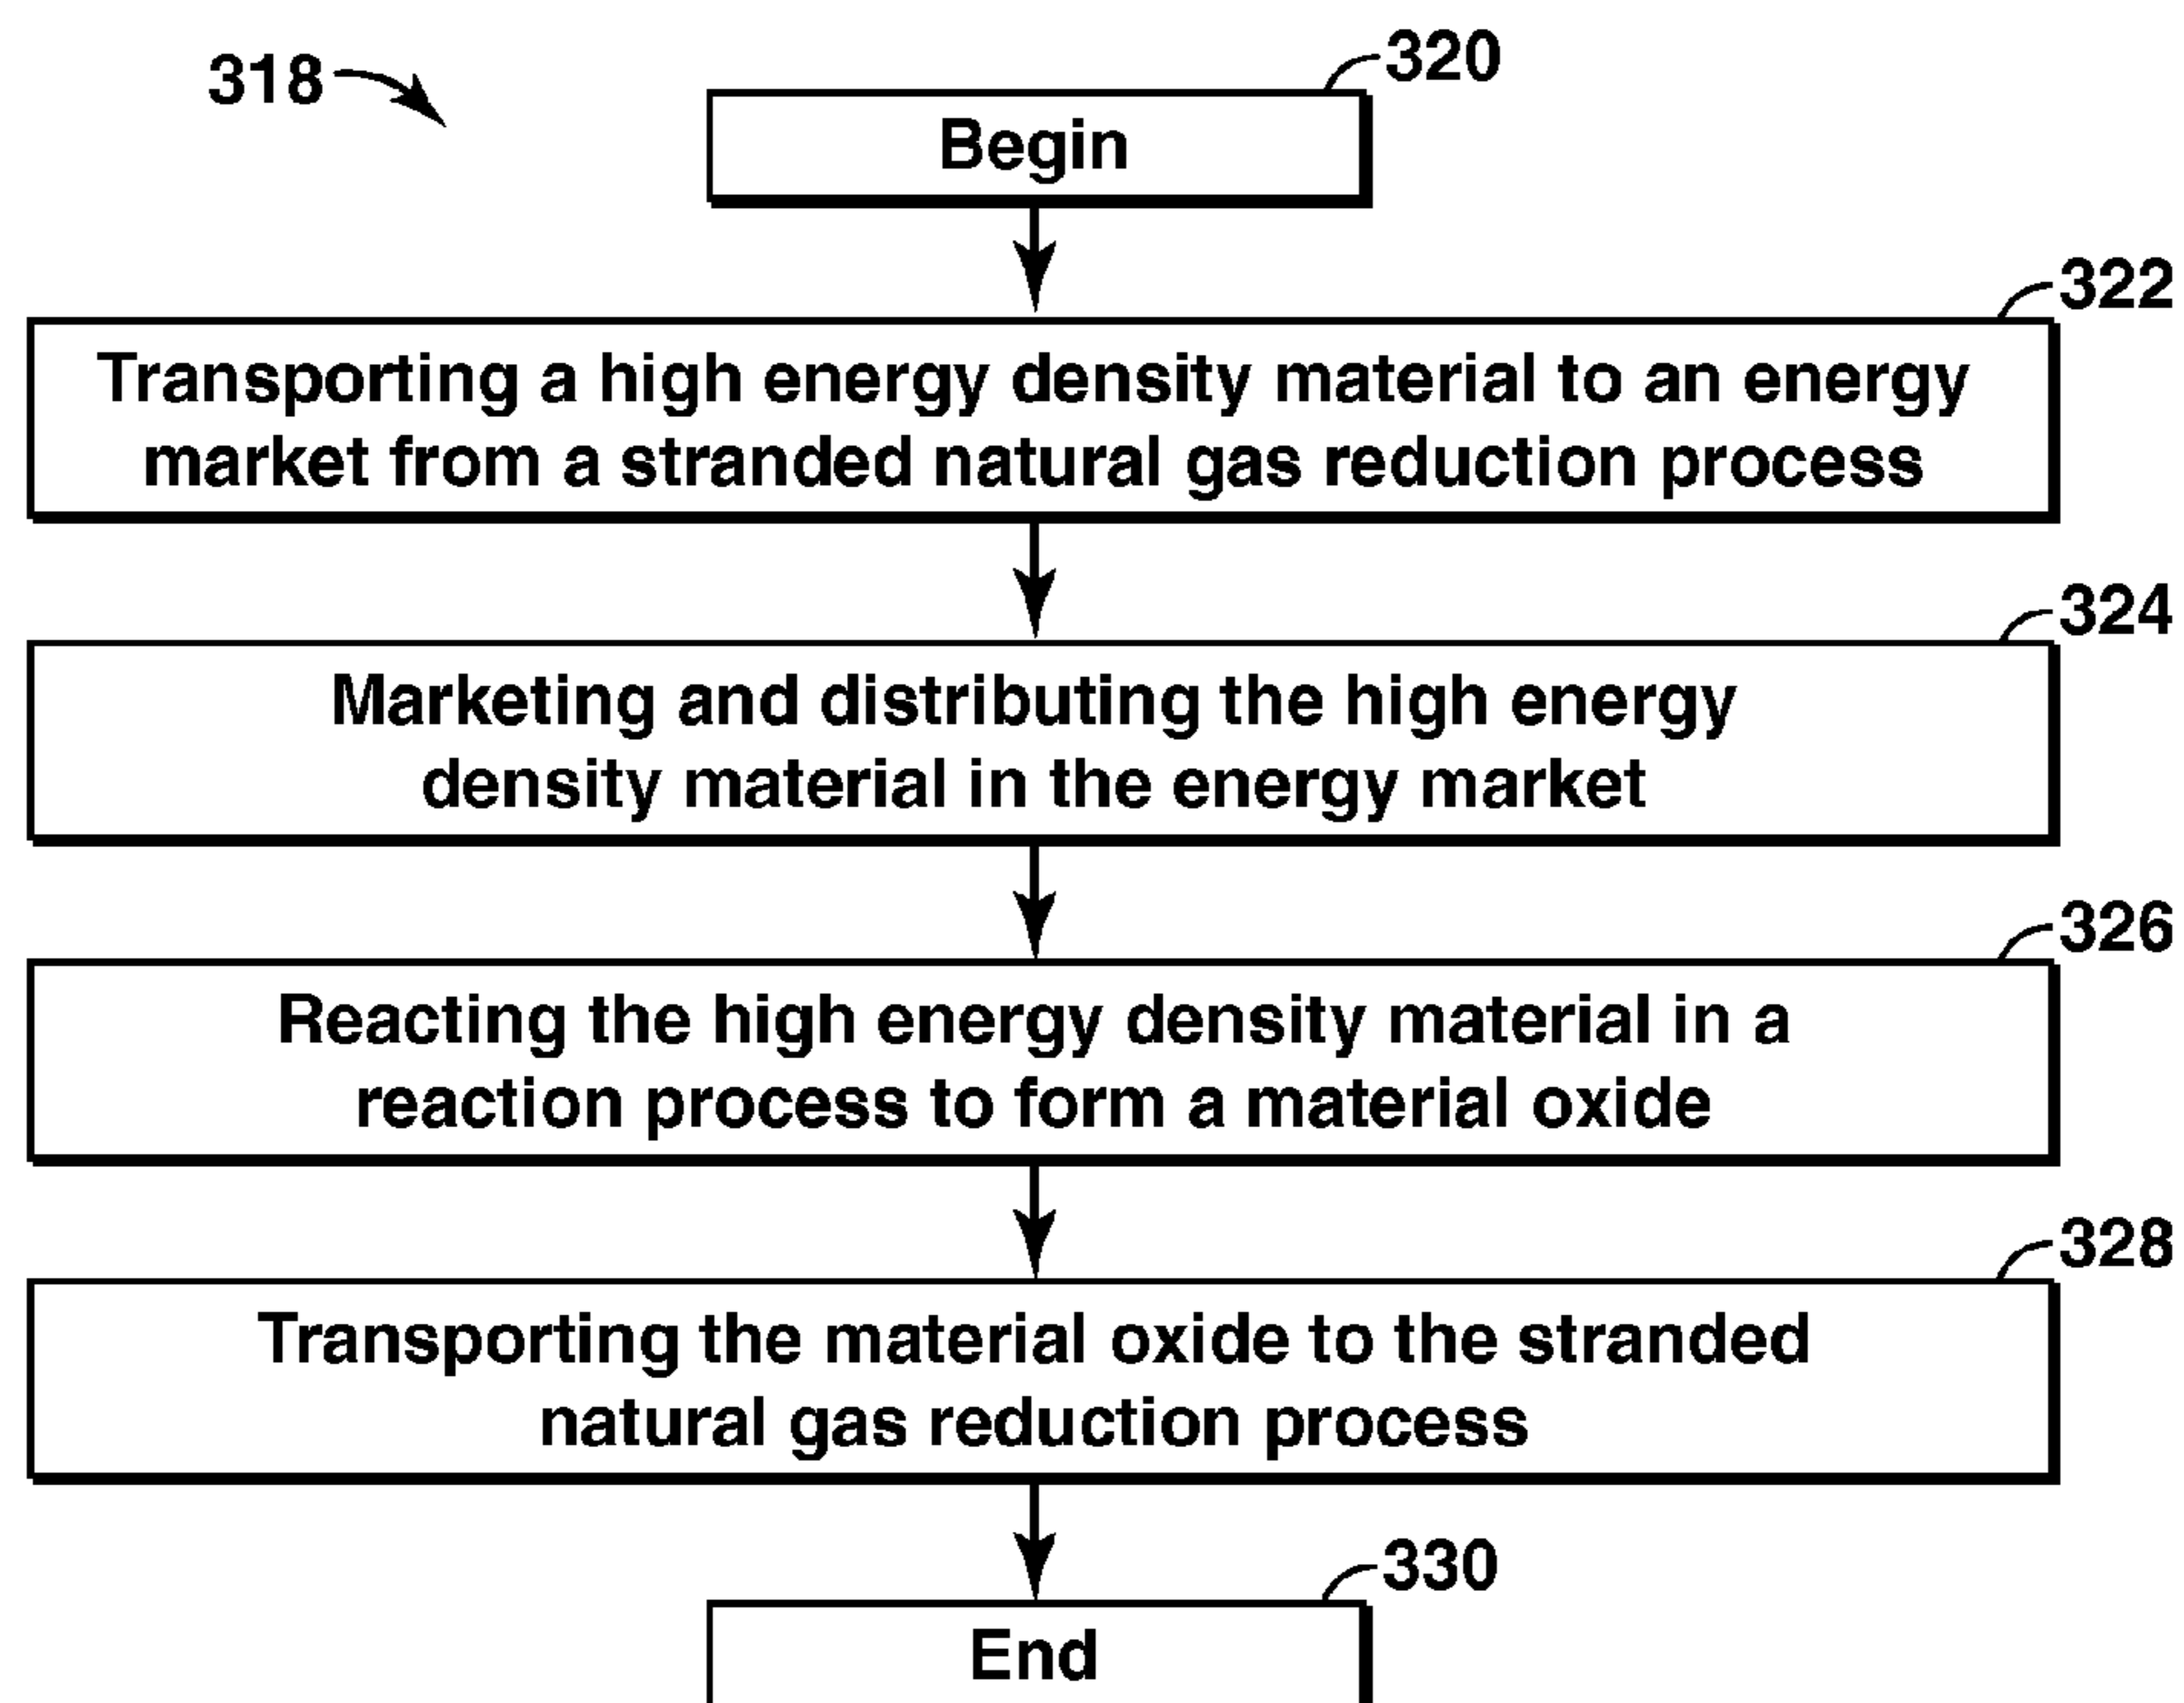 318
320
Begin
322
Transporting a high energy density material to an energy
market from a stranded natural gas reduction process
324
Marketing and distributing the high energy
density material in the energy market
326
Reacting the high energy density material in a
reaction process to form a material oxide
328
Transporting the material oxide to the stranded
natural gas reduction process
330
End